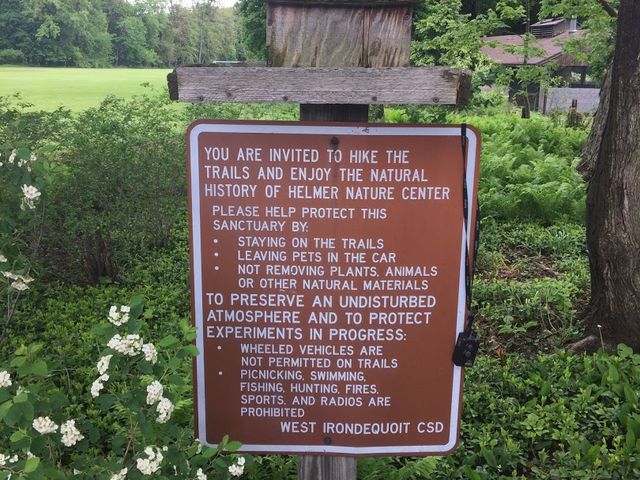 YOU ARE INVITED TO HIKE THE
TRAILS AND ENJOY THE NATURAL
HISTORY OF HELMER NATURE CENTER
PLEASE HELP PROTECT THIS
SANCTUARY BY:
• STAYING ON THE TRAILS
• LEAVING PETS IN THE CAR
• NOT REMOVING PLANTS, ANIMALS
OR OTHER NATURAL MATERIALS
TO PRESERVE AN UNDISTURBED
ATMOSPHERE AND TO PROTECT
EXPERIMENTS IN PROGRESS:
• WHEELED VEHICLES ARE
NOT PERMITTED ON TRAILS
• PICNICKING, SWIMMING,
FISHING, HUNTING, FIRES,
SPORTS, AND RADIOS ARE
PROHIBITED
WEST IRONDEQUOIT CSD